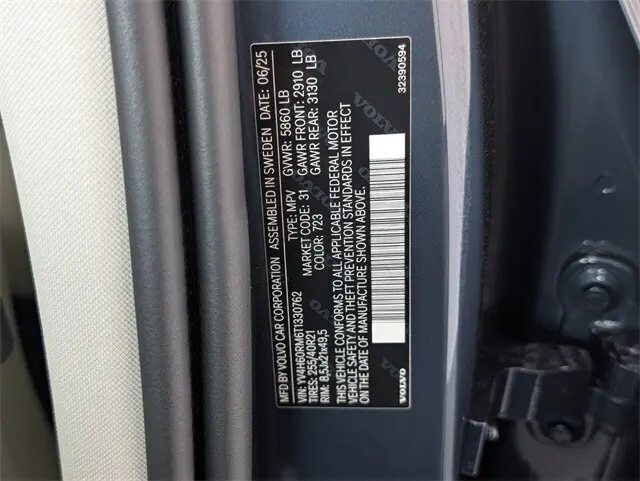 MFD BY VOLVO CAR CORPORATION ASSEMBLED IN SWEDEN DATE: 06/25
VIN: YV4H60RM6T1330762 TYPE: MPV GVWR: 5860 LB
TIRES: 255/40R21 MARKET CODE: 31 GAWR FRONT: 2910 LB
RIM: 8,5Jx21x49,5 COLOR: 723 GAWR REAR: 3130 LB
THIS VEHICLE CONFORMS TO ALL APPLICABLE FEDERAL MOTOR
VEHICLE SAFETY AND THEFT PREVENTION STANDARDS IN EFFECT
ON THE DATE OF MANUFACTURE SHOWN ABOVE.
VOLVO 32390594